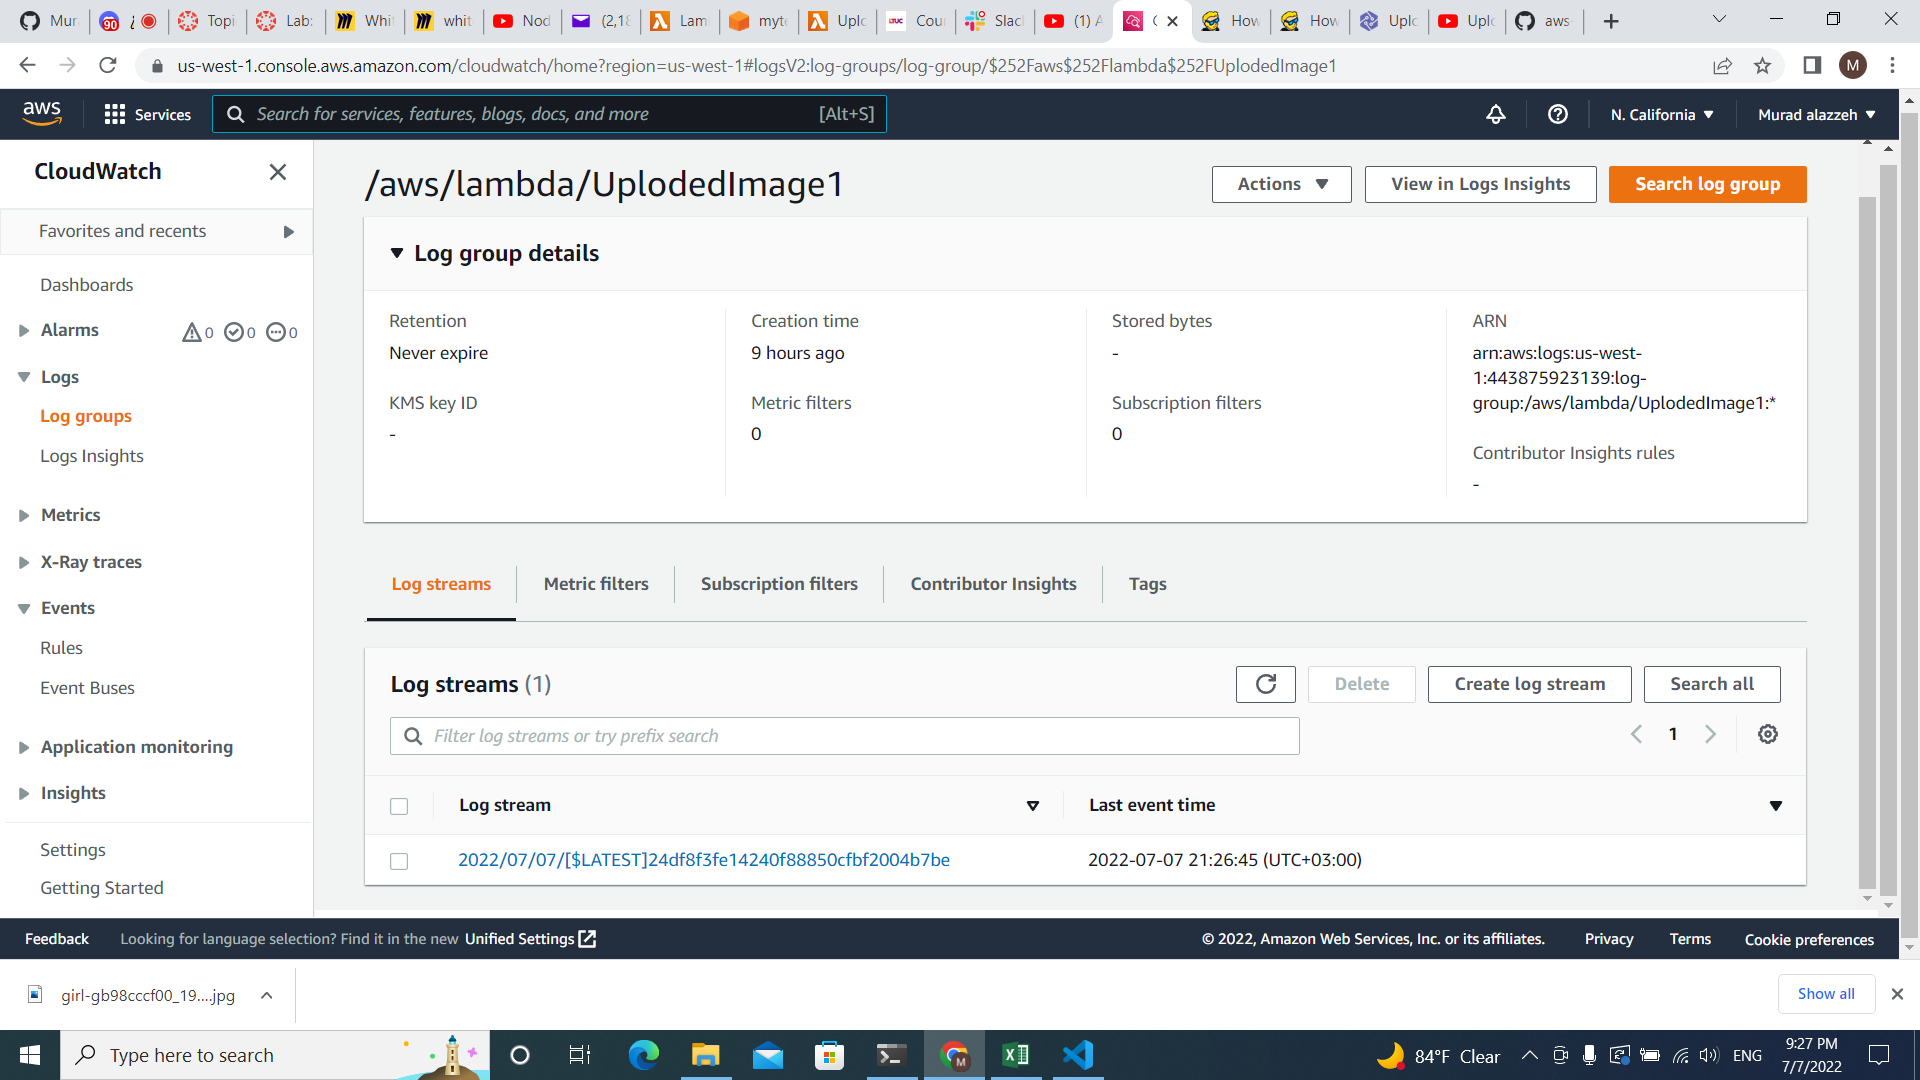 Mur
Topi
Lab:
Whit
whit
Nod
(2,18
Lam
myte
Uplo
Cour
Slack
(1) A
How
How
Uplo
Uplo
aws-
us-west-1.console.aws.amazon.com/cloudwatch/home?region=us-west-1#logsV2:log-groups/log-group/$252Faws$252Flambda$252FUplodedImage1
M
aws
Services
Search for services, features, blogs, docs, and more
[Alt+S]
N. California
Murad alazzeh
CloudWatch
Favorites and recents
Dashboards
Alarms
0
0
0
Logs
Log groups
Logs Insights
Metrics
X-Ray traces
Events
Rules
Event Buses
Application monitoring
Insights
Settings
Getting Started
/aws/lambda/UplodedImage1
Actions
View in Logs Insights
Search log group
Log group details
Retention
Never expire
KMS key ID
-
Creation time
9 hours ago
Metric filters
0
Stored bytes
-
Subscription filters
0
ARN
arn:aws:logs:us-west-
1:443875923139:log-
group:/aws/lambda/UplodedImage1:*
Contributor Insights rules
-
Log streams
Metric filters
Subscription filters
Contributor Insights
Tags
Log streams (1)
Delete
Create log stream
Search all
Filter log streams or try prefix search
1
Log stream
Last event time
2022/07/07/[$LATEST]24df8f3fe14240f88850cfbf2004b7be
2022-07-07 21:26:45 (UTC+03:00)
Feedback
Looking for language selection? Find it in the new Unified Settings
© 2022, Amazon Web Services, Inc. or its affiliates.
Privacy
Terms
Cookie preferences
girl-gb98cccf00_19....jpg
Show all
Type here to search
84°F Clear
ENG
9:27 PM
7/7/2022